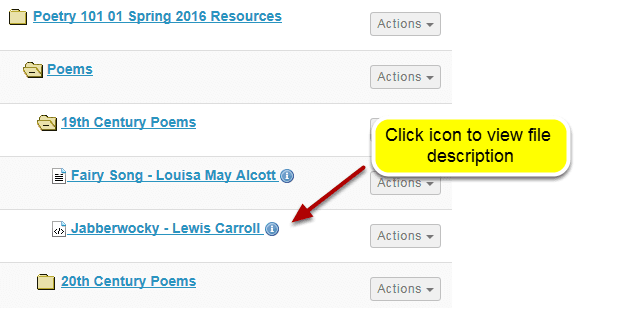 Poetry 101 01 Spring 2016 Resources
Actions
Poems
Actions
19th Century Poems
Click icon to view file
description
Fairy Song - Louisa May Alcott
Actions
Jabberwocky - Lewis Carroll
Actions
20th Century Poems
Actions